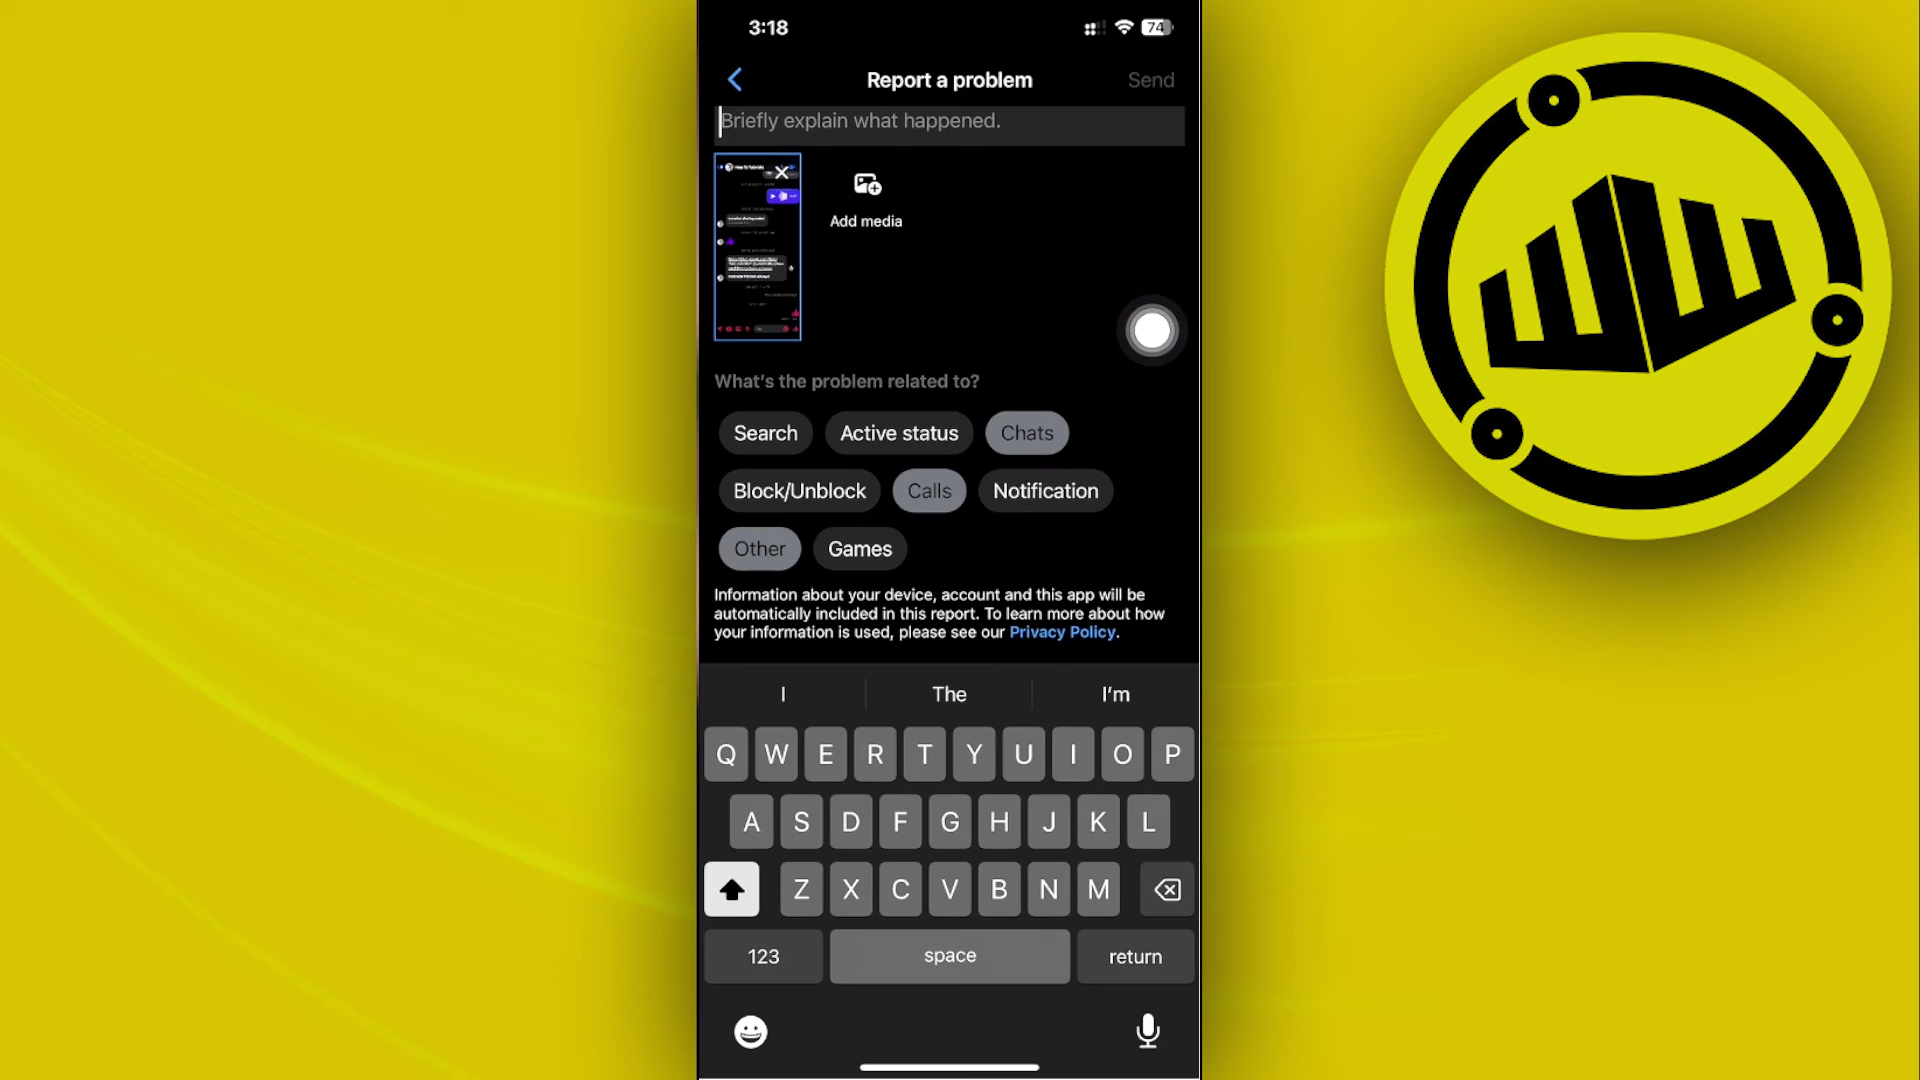 3:18
74
Report a problem
Send
Briefly explain what happened.
Add media
What's the problem related to?
Search
Active status
Chats
Block/Unblock
Calls
Notification
Other
Games
Information about your device, account and this app will be
automatically included in this report. To learn more about how
your information is used, please see our Privacy Policy.
I
The
I'm
Q W E R T Y U I O P
A S D F G H J K L
Z X C V B N M
123
space
return